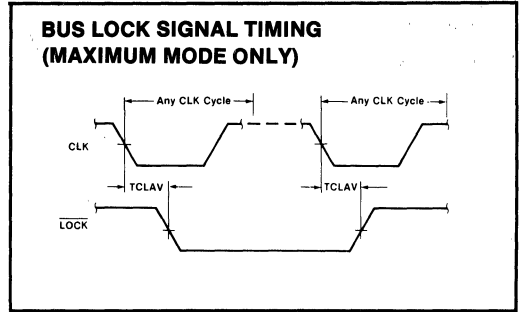 BUS LOCK SIGNAL TIMING
(MAXIMUM MODE ONLY)
Any CLK Cycle
Any CLK Cycle
CLK
TCLAV
TCLAV
LOCK